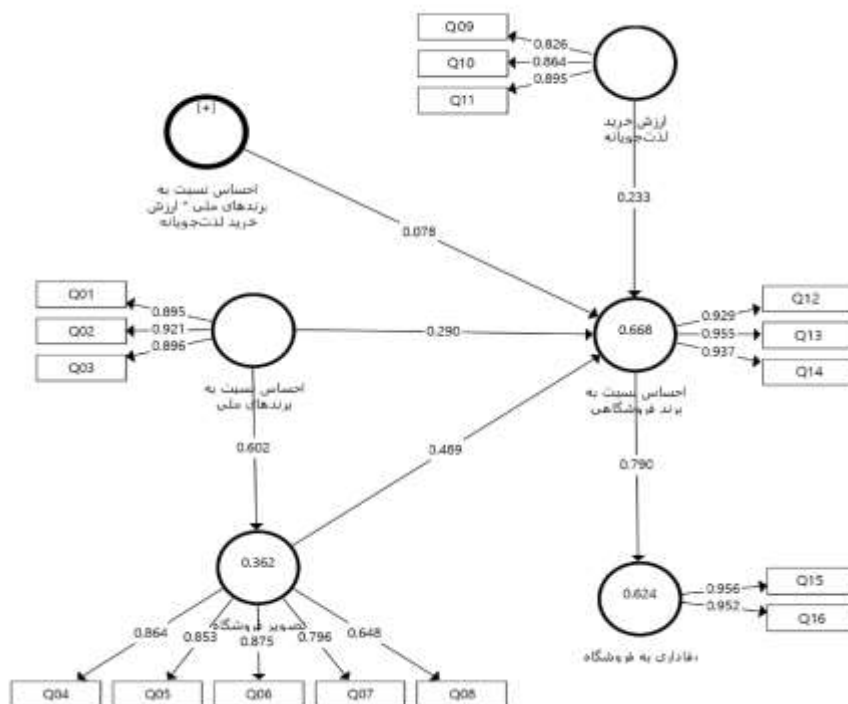 Q09
0.826
Q10
0.864
Q11
0.895
ارزش خرید
لذت‌جویانه
[+]
احساس نسبت به
برندهای ملی * ارزش
خرید لذت‌جویانه
0.233
0.078
Q01
0.895
Q02
0.921
Q03
0.896
احساس نسبت به
برندهای ملی
0.290
0.668
احساس نسبت به
برند فروشگاهی
Q12
0.929
Q13
0.955
Q14
0.937
0.602
0.489
0.790
0.362
تصویر فروشگاه
0.864
0.853
0.875
0.796
0.648
Q04
Q05
Q06
Q07
Q08
0.624
وفاداری به فروشگاه
Q15
0.956
Q16
0.952